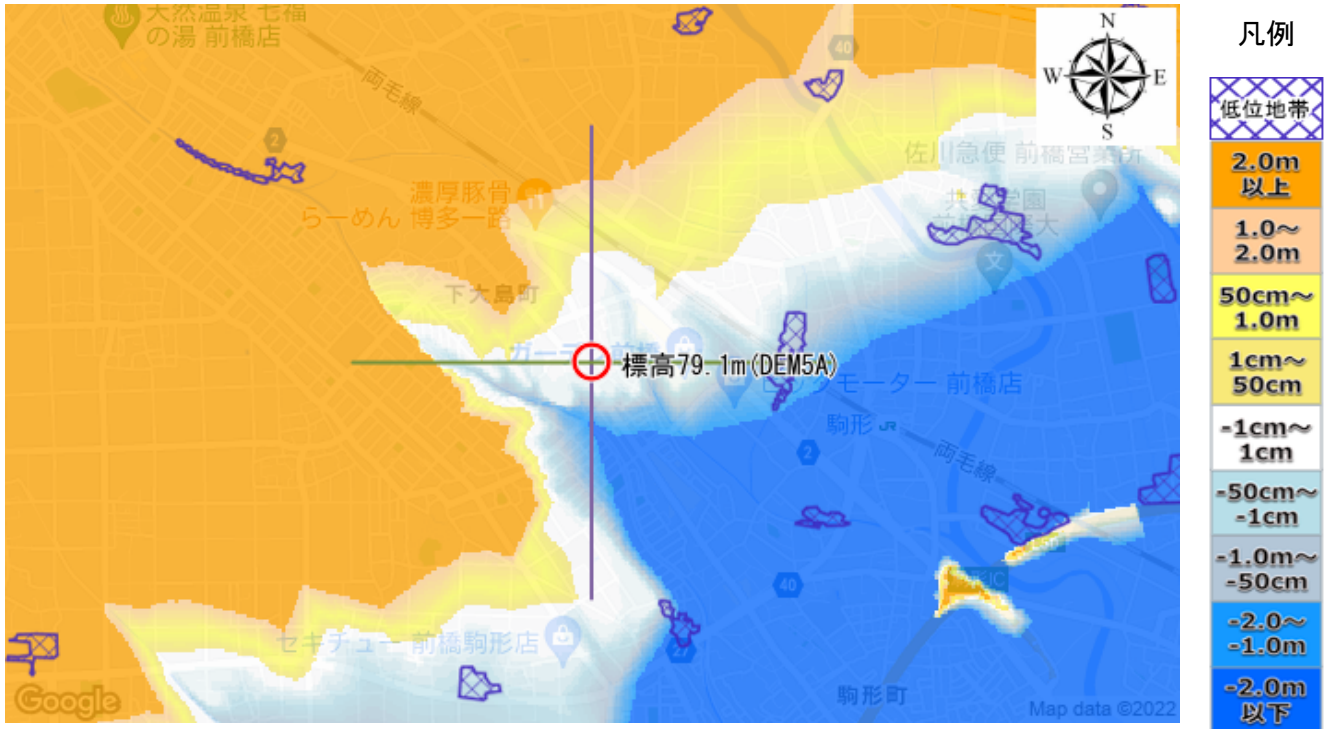 天然温泉 七福
の湯 前橋店
両毛線
2
40
N
W
E
S
佐川急便 前橋営業所
濃厚豚骨
らーめん 博多一路
下大島町
標高79.1m(DEM5A)
モーター 前橋店
駒形 JR
2
両毛線
40
セキチュー 前橋駒形店
27
駒形町
Google
Map data ©2022
凡例
低位地帯
2.0m
以上
1.0~
2.0m
50cm~
1.0m
1cm~
50cm
-1cm~
1cm
-50cm~
-1cm
-1.0m~
-50cm
-2.0~
-1.0m
-2.0m
以下